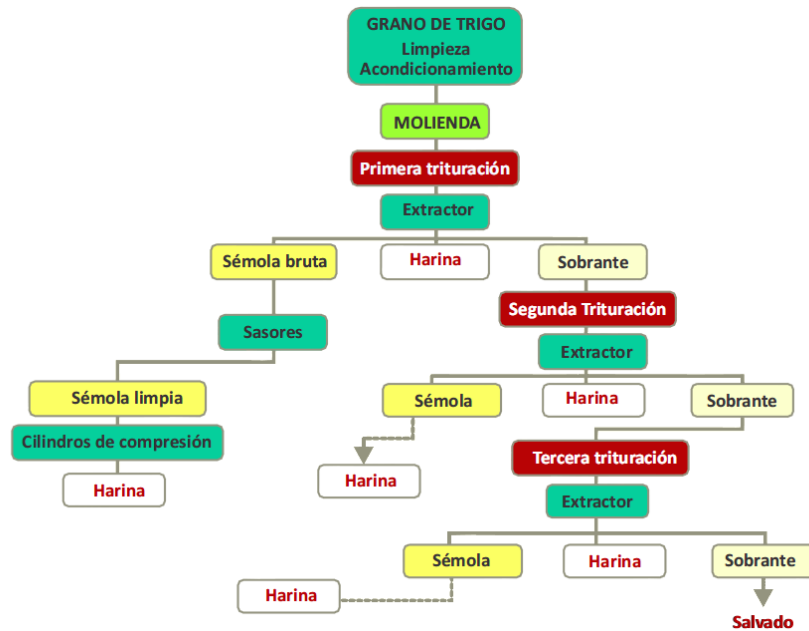 GRANO DE TRIGO
Limpieza
Acondicionamiento
MOLIENDA
Primera trituración
Extractor
Sémola bruta
Harina
Sobrante
Segunda Trituración
Sasores
Extractor
Sémola limpia
Sémola
Harina
Sobrante
Cilindros de compresión
Tercera trituración
Harina
Harina
Extractor
Sémola
Harina
Sobrante
Harina
Salvado